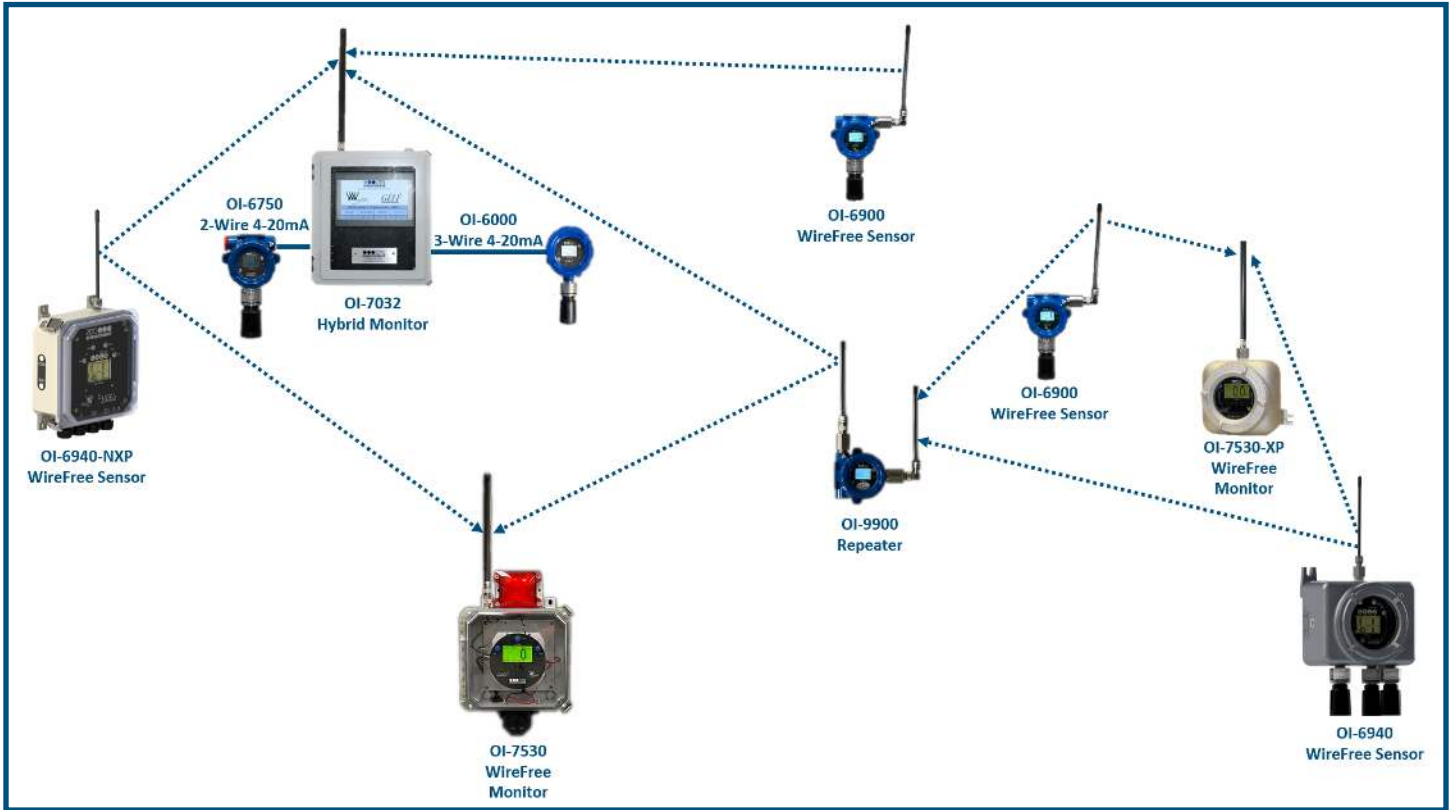 OI-6900
WireFree Sensor
OI-6750
2-Wire 4-20mA
OI-6000
3-Wire 4-20mA
OI-7032
Hybrid Monitor
OI-6900
WireFree Sensor
OI-6940-NXP
WireFree Sensor
OI-7530-XP
WireFree
Monitor
OI-9900
Repeater
OI-7530
WireFree
Monitor
OI-6940
WireFree Sensor